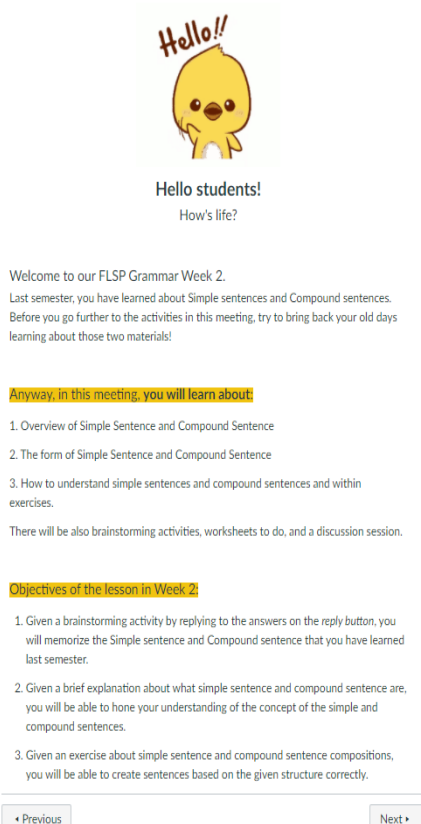 Hello!!
Hello students!
How's life?
Welcome to our FLSP Grammar Week 2.
Last semester, you have learned about Simple sentences and Compound sentences.
Before you go further to the activities in this meeting, try to bring back your old days
learning about those two materials!
Anyway, in this meeting, you will learn about:
1. Overview of Simple Sentence and Compound Sentence
2. The form of Simple Sentence and Compound Sentence
3. How to understand simple sentences and compound sentences and within
exercises.
There will be also brainstorming activities, worksheets to do, and a discussion session.
Objectives of the lesson in Week 2:
1. Given a brainstorming activity by replying to the answers on the reply button, you
will memorize the Simple sentence and Compound sentence that you have learned
last semester.
2. Given a brief explanation about what simple sentence and compound sentence are,
you will be able to hone your understanding of the concept of the simple and
compound sentences.
3. Given an exercise about simple sentence and compound sentence compositions,
you will be able to create sentences based on the given structure correctly.
◂ Previous
Next ▸